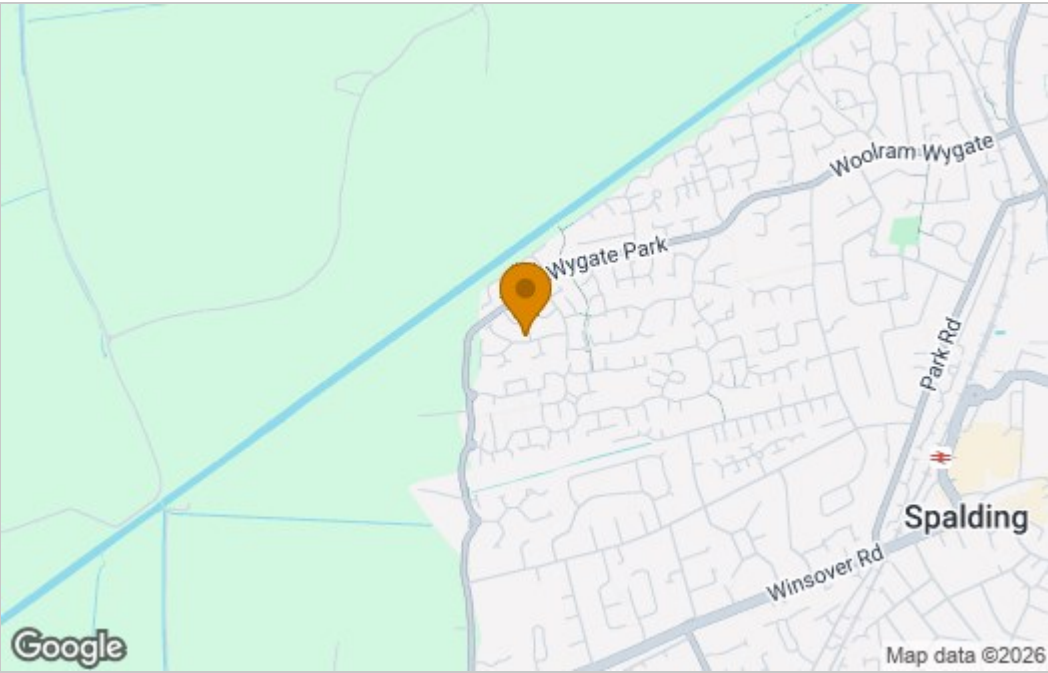 Woolram Wygate
Wygate Park
Park Rd
Spalding
Winsover Rd
Google
Map data ©2026